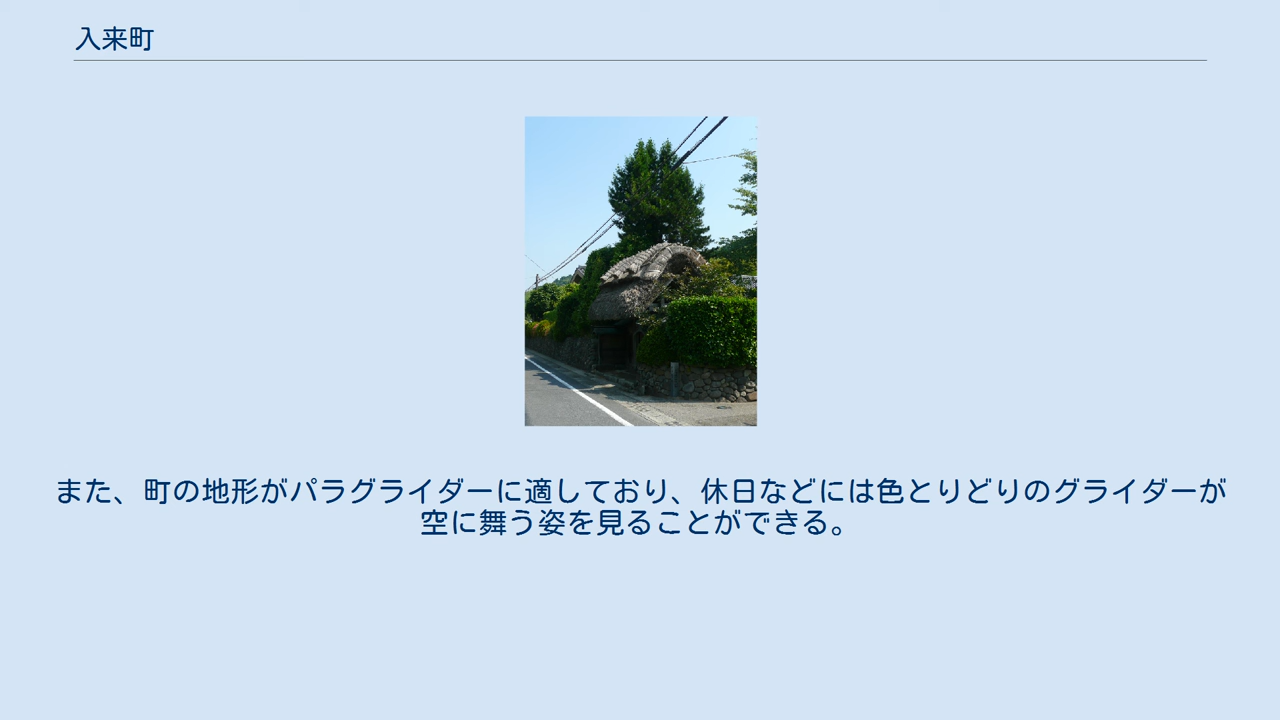 入来町
また、町の地形がパラグライダーに適しており、休日などには色とりどりのグライダーが
空に舞う姿を見ることができる。